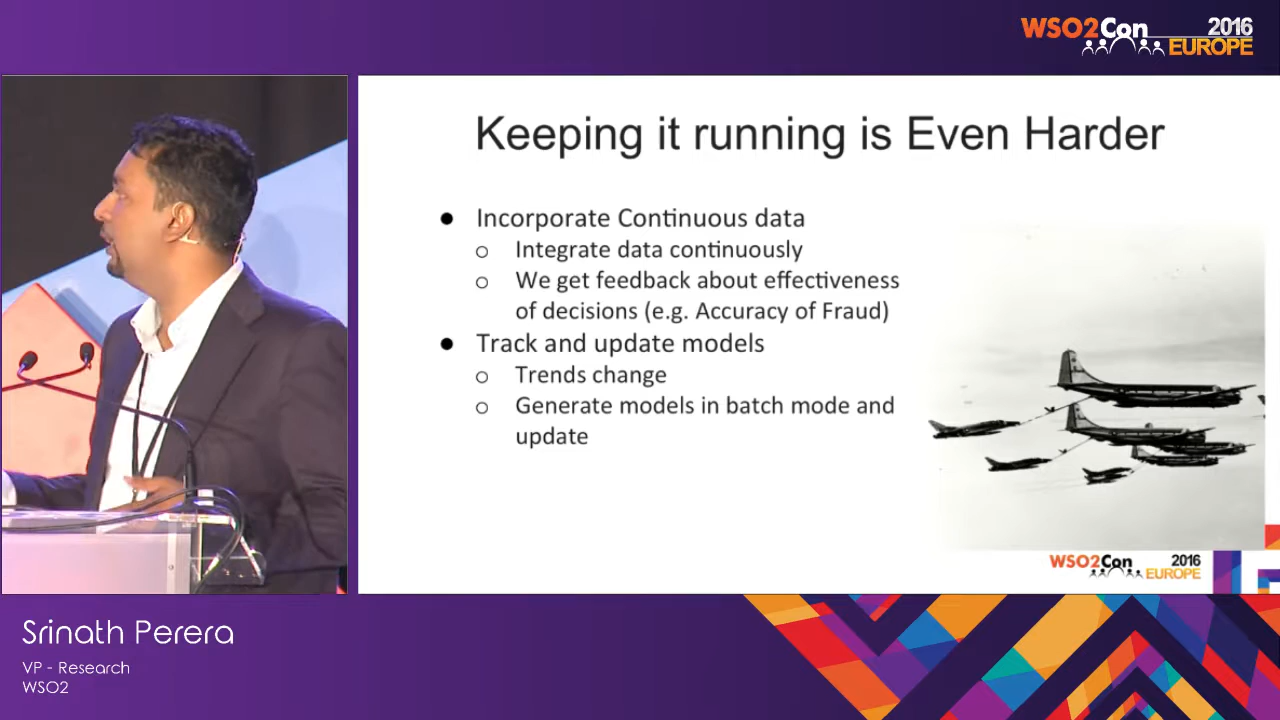 WSO2Con 2016
EUROPE
Keeping it running is Even Harder
● Incorporate Continuous data
o Integrate data continuously
o We get feedback about effectiveness
of decisions (e.g. Accuracy of Fraud)
● Track and update models
o Trends change
o Generate models in batch mode and
update
WSO2Con 2016
EUROPE
Srinath Perera
VP - Research
WSO2